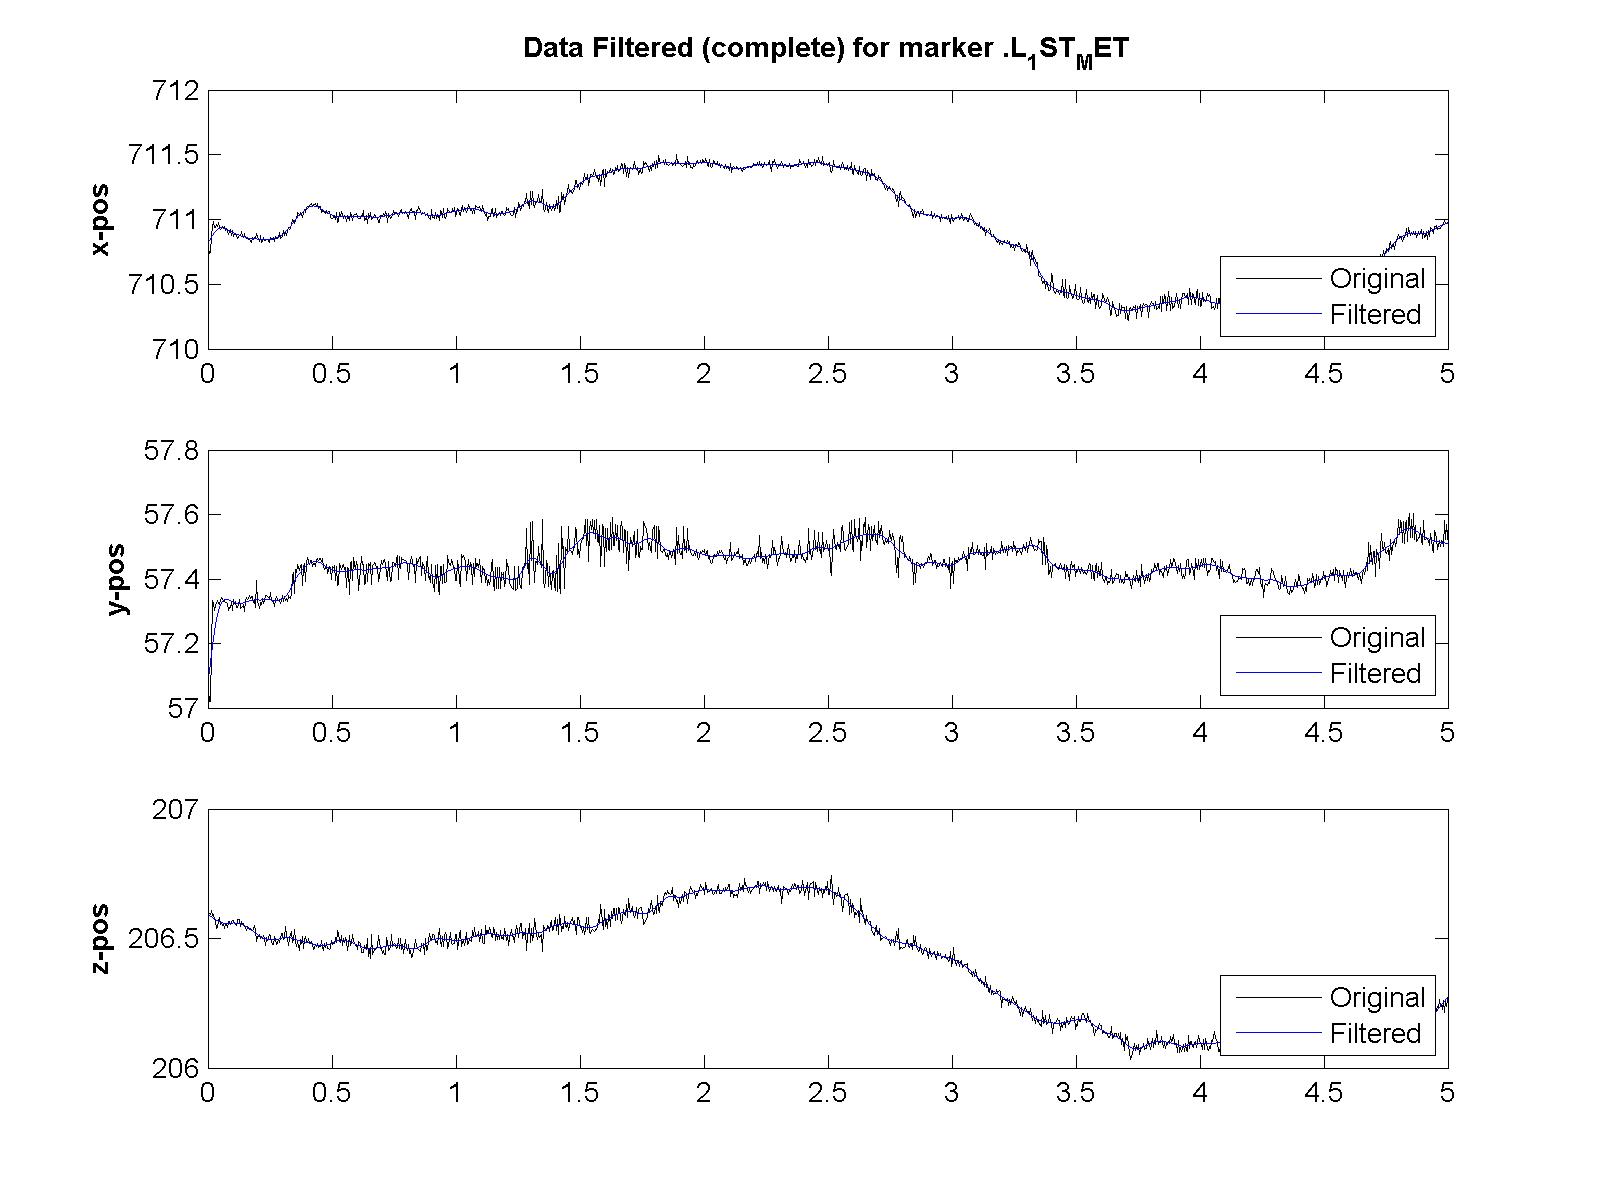 Data Filtered (complete) for marker .L₁ST_MET
712
711.5
711
710.5
710
x-pos
Original
Filtered
0 0.5 1 1.5 2 2.5 3 3.5 4 4.5 5
57.8
57.6
57.4
57.2
57
y-pos
Original
Filtered
0 0.5 1 1.5 2 2.5 3 3.5 4 4.5 5
207
206.5
206
z-pos
Original
Filtered
0 0.5 1 1.5 2 2.5 3 3.5 4 4.5 5